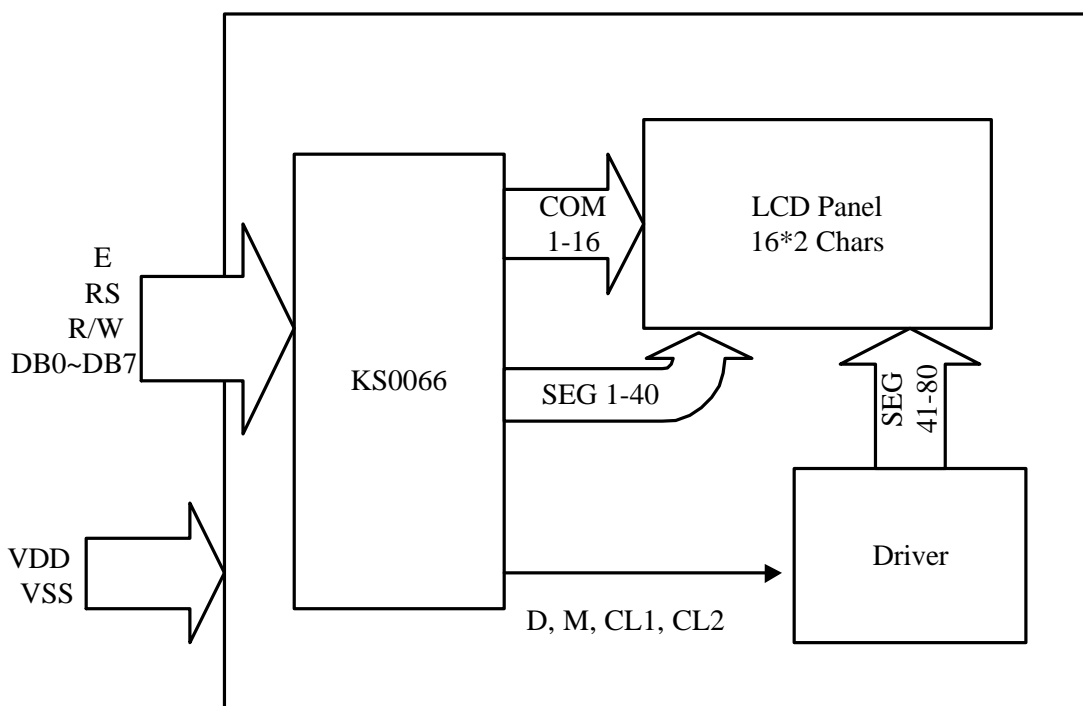 E
RS
R/W
DB0~DB7
VDD
VSS
KS0066
COM
1-16
SEG 1-40
D, M, CL1, CL2
LCD Panel
16*2 Chars
SEG
41-80
Driver